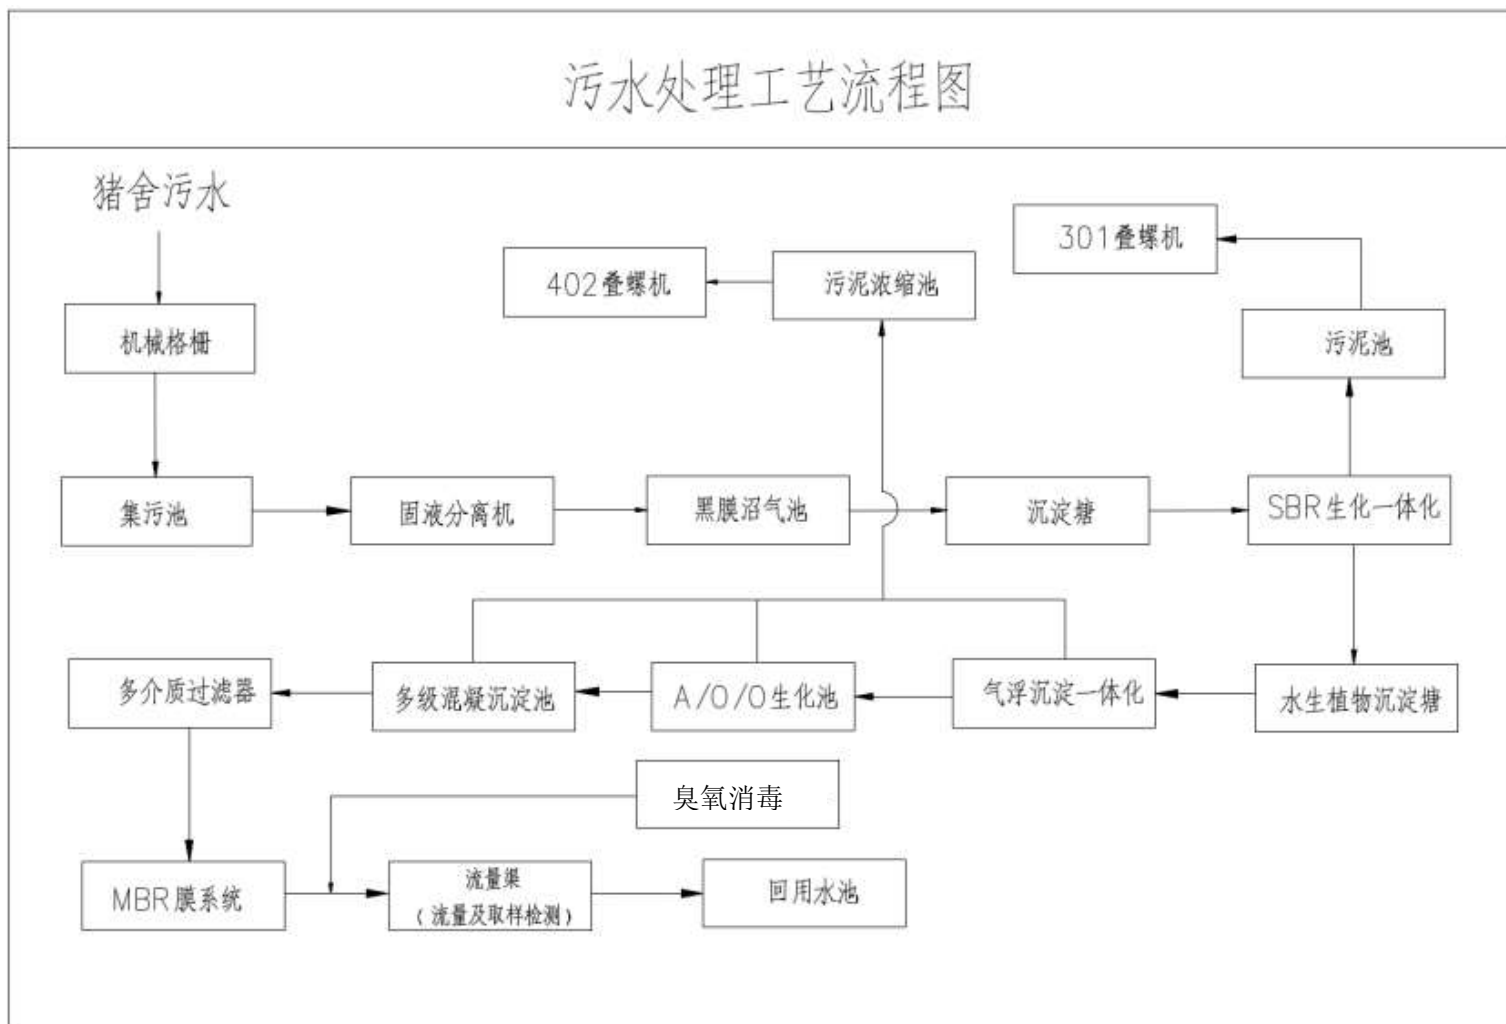 污水处理工艺流程图
猪舍污水
301叠螺机
402叠螺机
污泥浓缩池
机械格栅
污泥池
集污池
固液分离机
黑膜沼气池
沉淀塘
SBR生化一体化
多介质过滤器
多级混凝沉淀池
A/O/O生化池
气浮沉淀一体化
水生植物沉淀塘
臭氧消毒
MBR膜系统
流量渠
(流量及取样检测)
回用水池